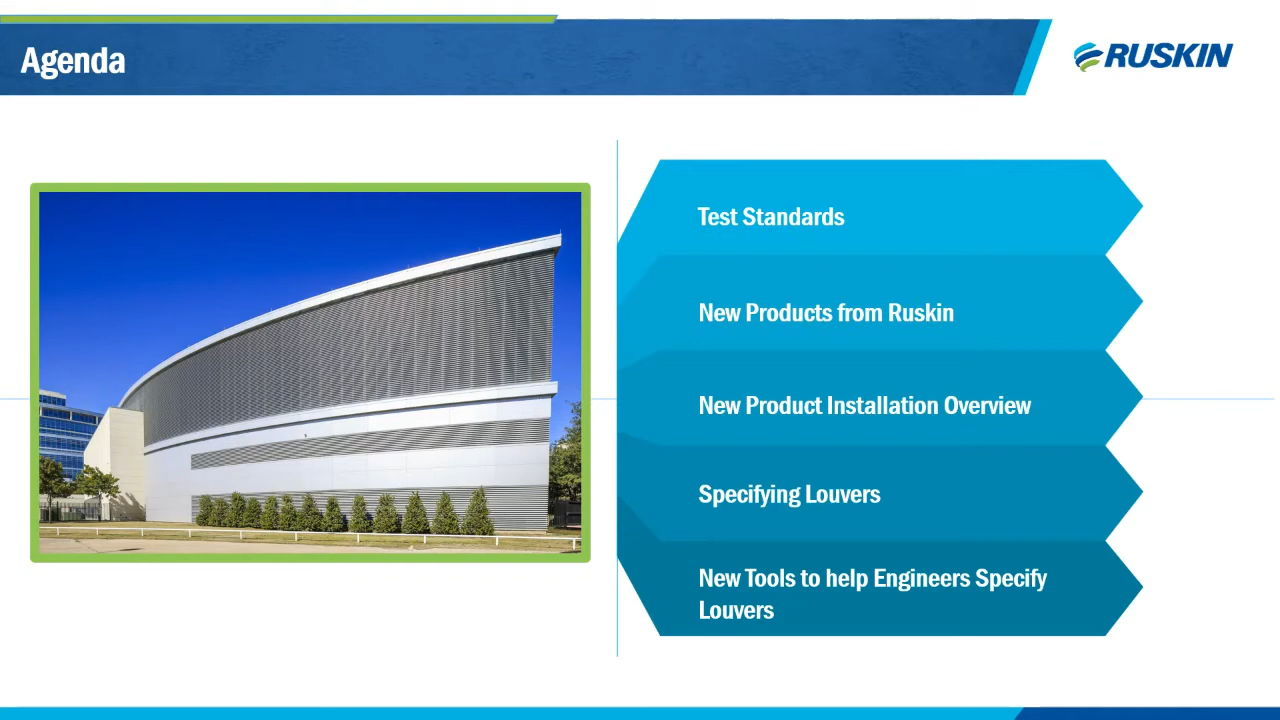 Agenda
RUSKIN
Test Standards
New Products from Ruskin
New Product Installation Overview
Specifying Louvers
New Tools to help Engineers Specify
Louvers